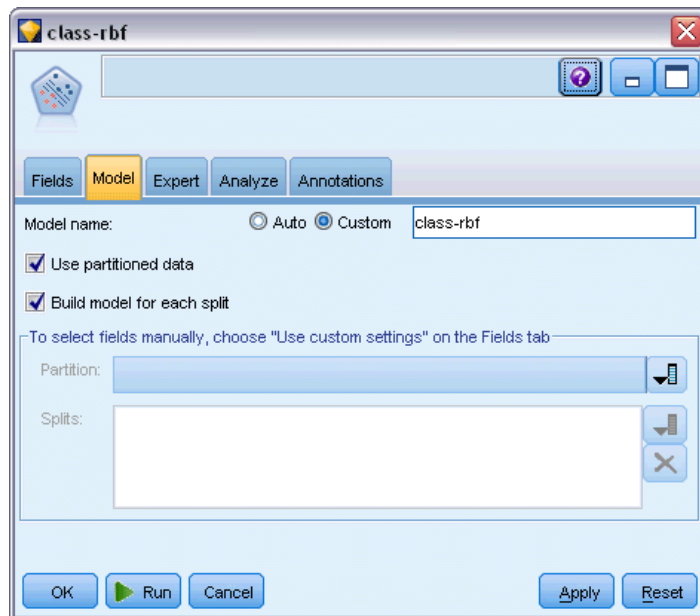 class-rbf
Fields Model Expert Analyze Annotations
Model name: Auto Custom class-rbf
Use partitioned data
Build model for each split
To select fields manually, choose "Use custom settings" on the Fields tab
Partition:
Splits:
OK Run Cancel Apply Reset